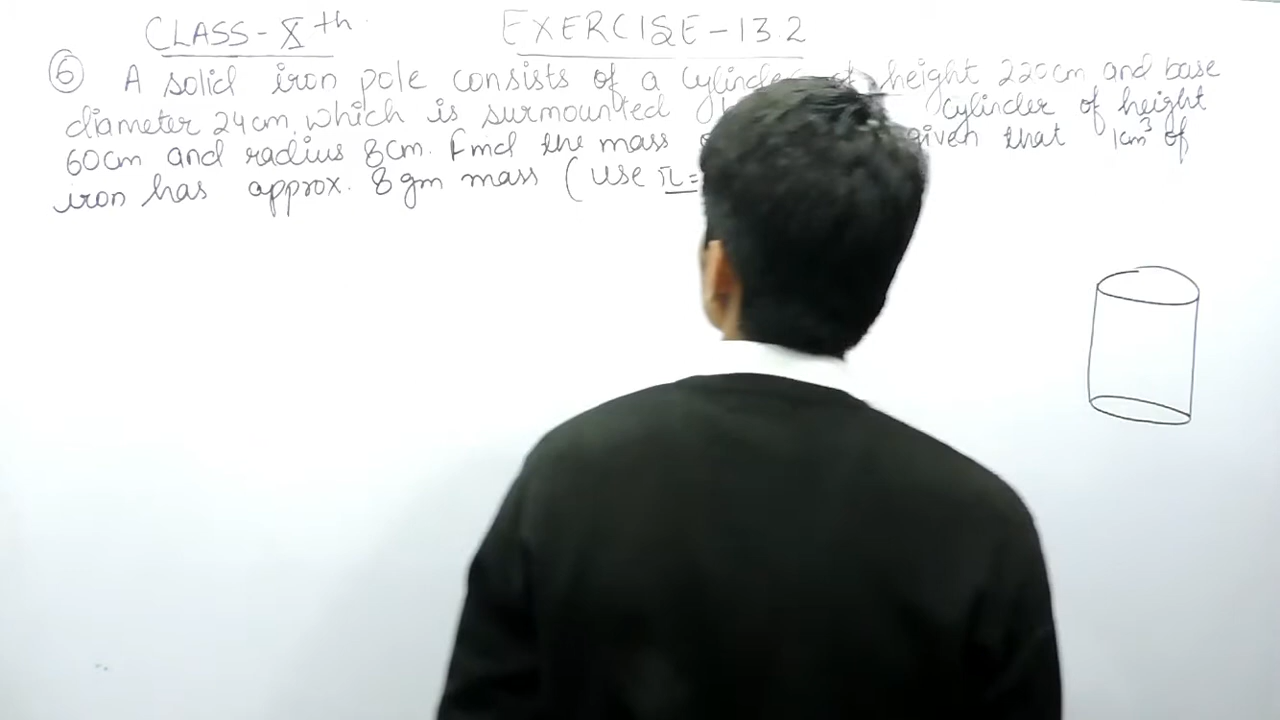 CLASS-Xth EXERCISE-13.2
⑥ A solid iron pole consists of a cylinder of height 220cm and base
diameter 24cm, which is surmounted cylinder of height
60cm and radius 8cm. Find the mass given that 1cm³ of
iron has approx. 8gm mass (Use π=